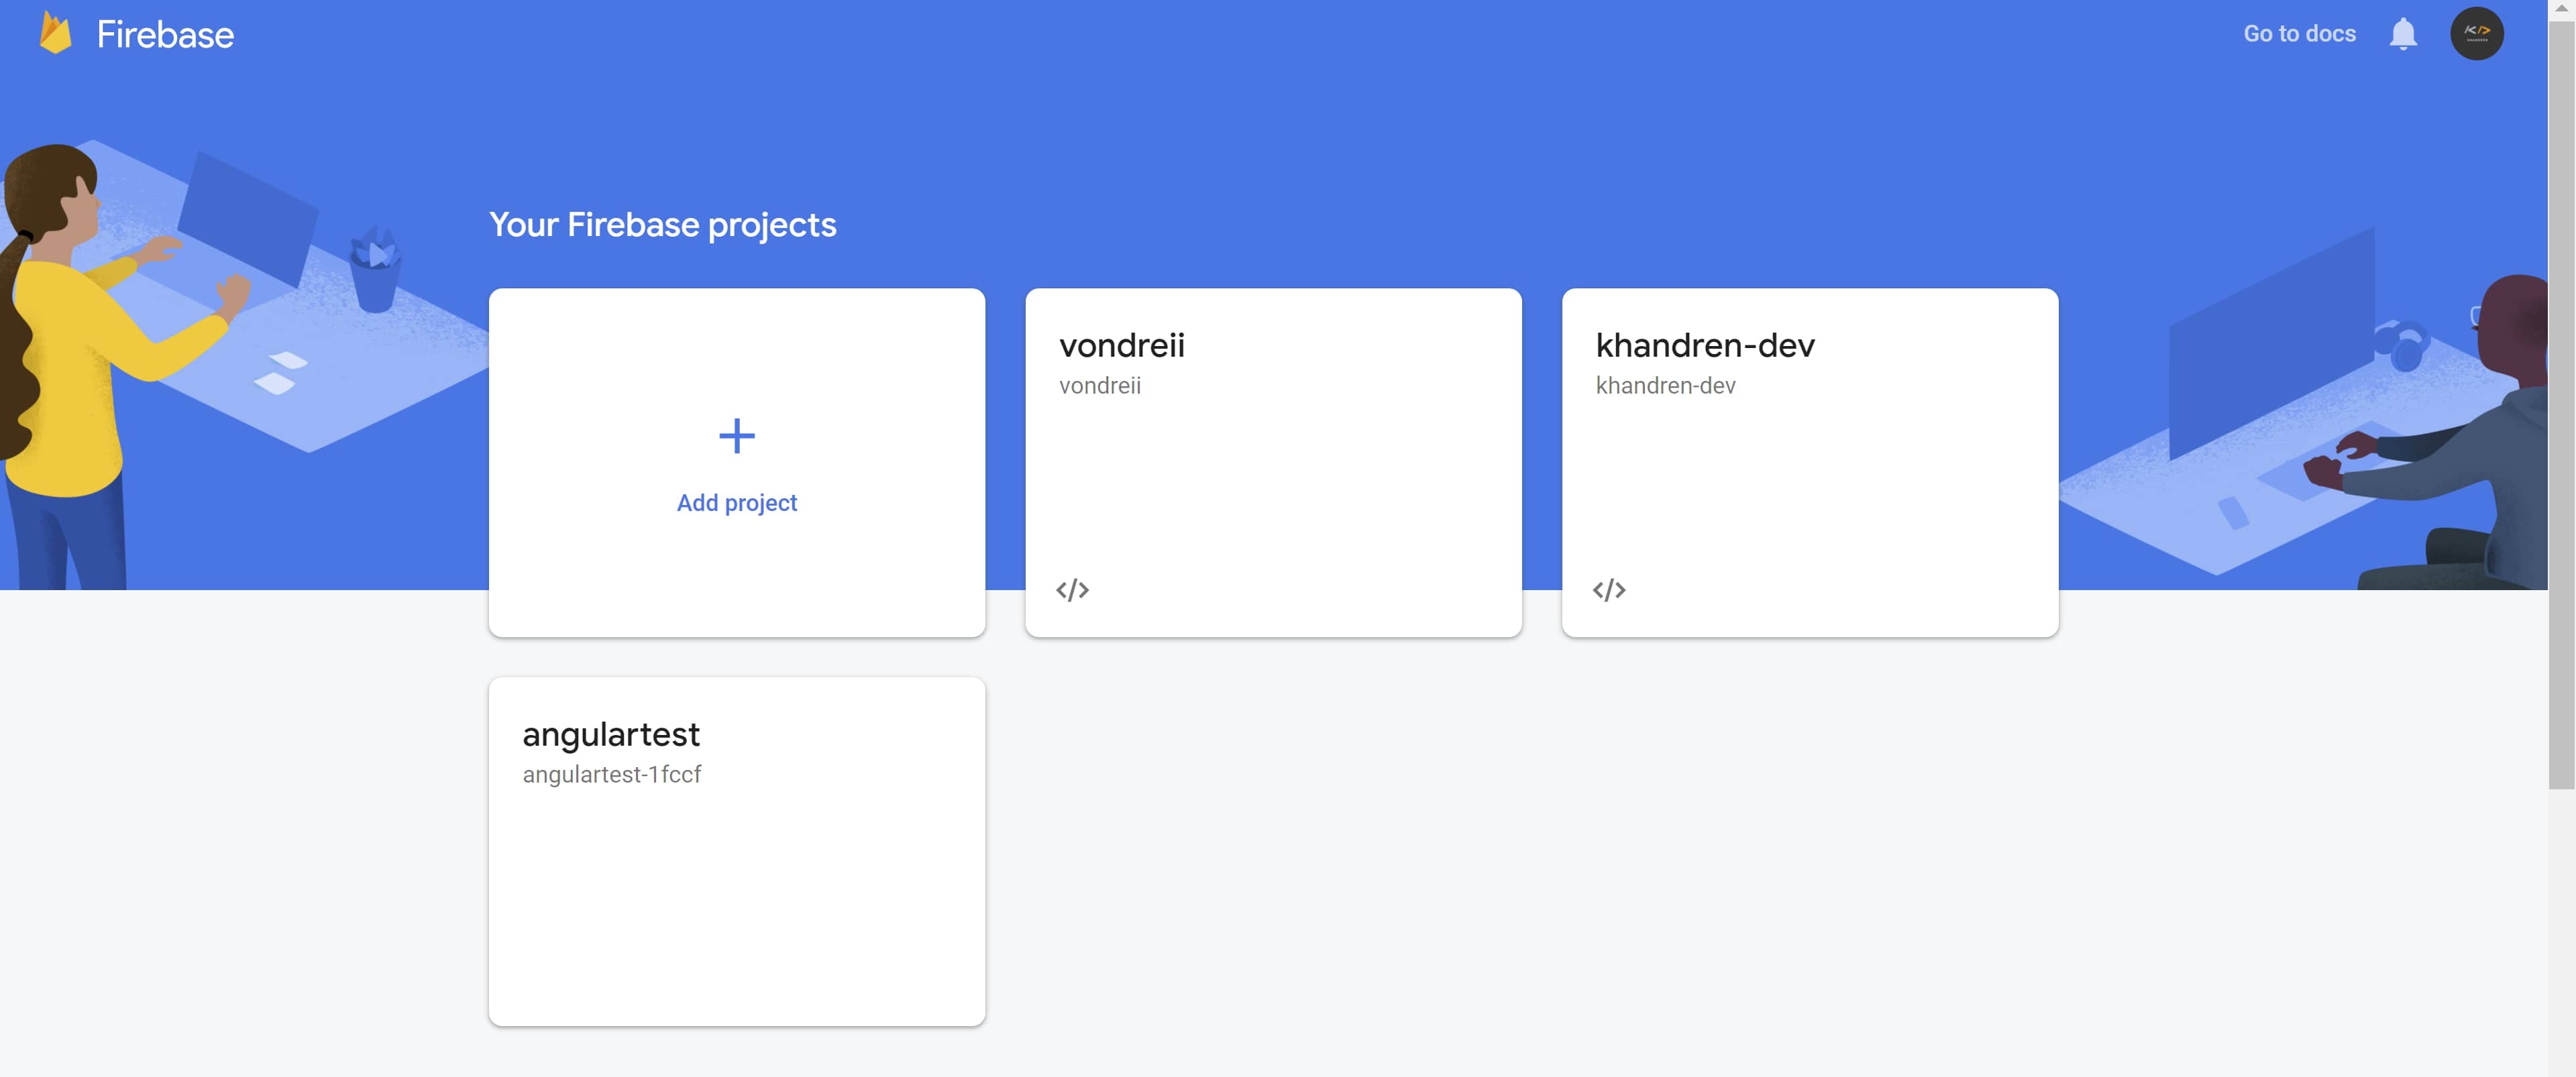 Firebase
Go to docs
Your Firebase projects
Add project
vondreii
vondreii
</>
khandren-dev
khandren-dev
</>
angulartest
angulartest-1fccf